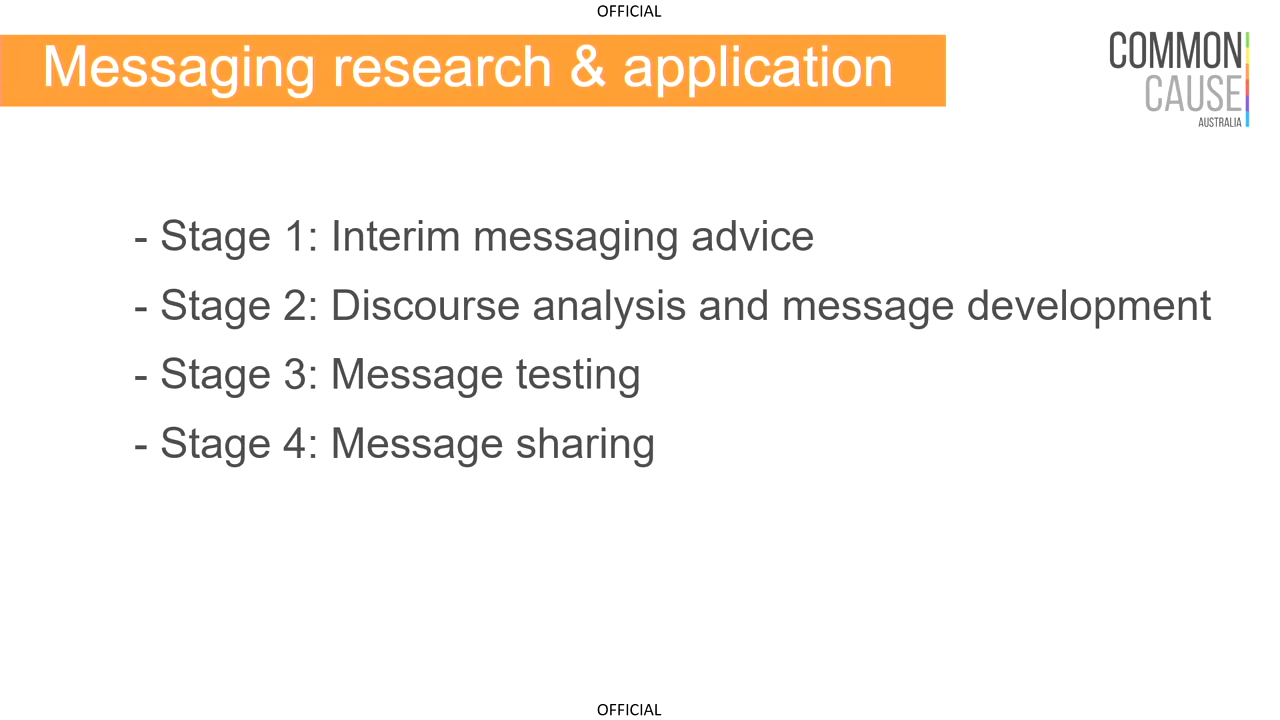 OFFICIAL
Messaging research & application
COMMON
CAUSE
AUSTRALIA
- Stage 1: Interim messaging advice
- Stage 2: Discourse analysis and message development
- Stage 3: Message testing
- Stage 4: Message sharing
OFFICIAL